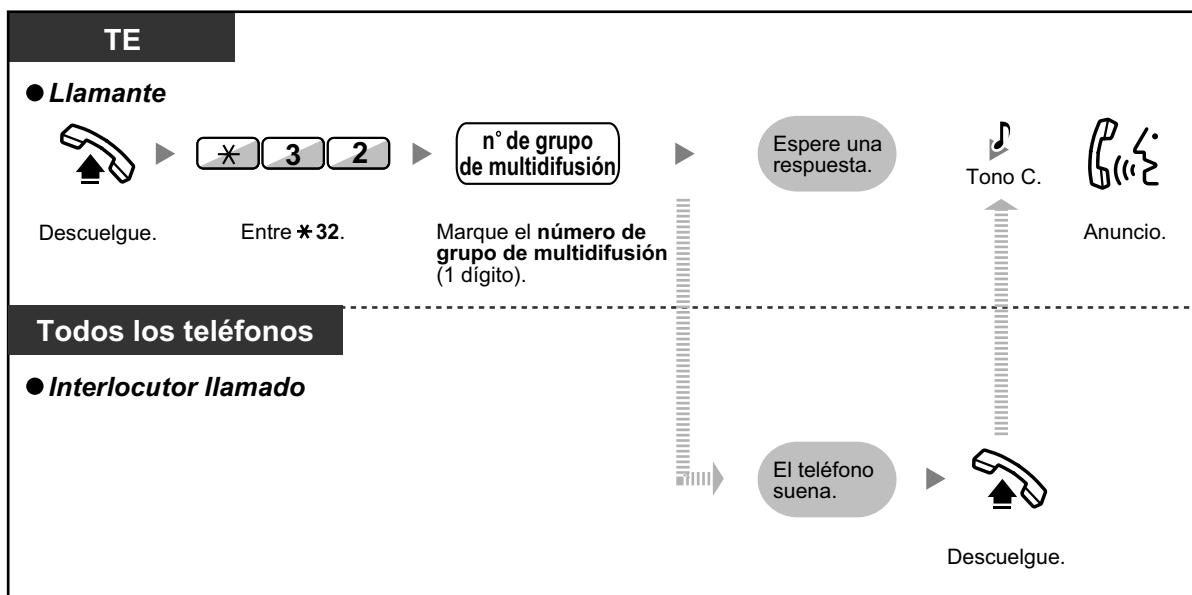 TE
● Llamante
✳ 3 2
n° de grupo
de multidifusión
Espere una
respuesta.
Tono C.
Descuelgue.
Entre ✳ 32.
Marque el número de
grupo de multidifusión
(1 dígito).
Anuncio.
Todos los teléfonos
● Interlocutor llamado
El teléfono
suena.
Descuelgue.